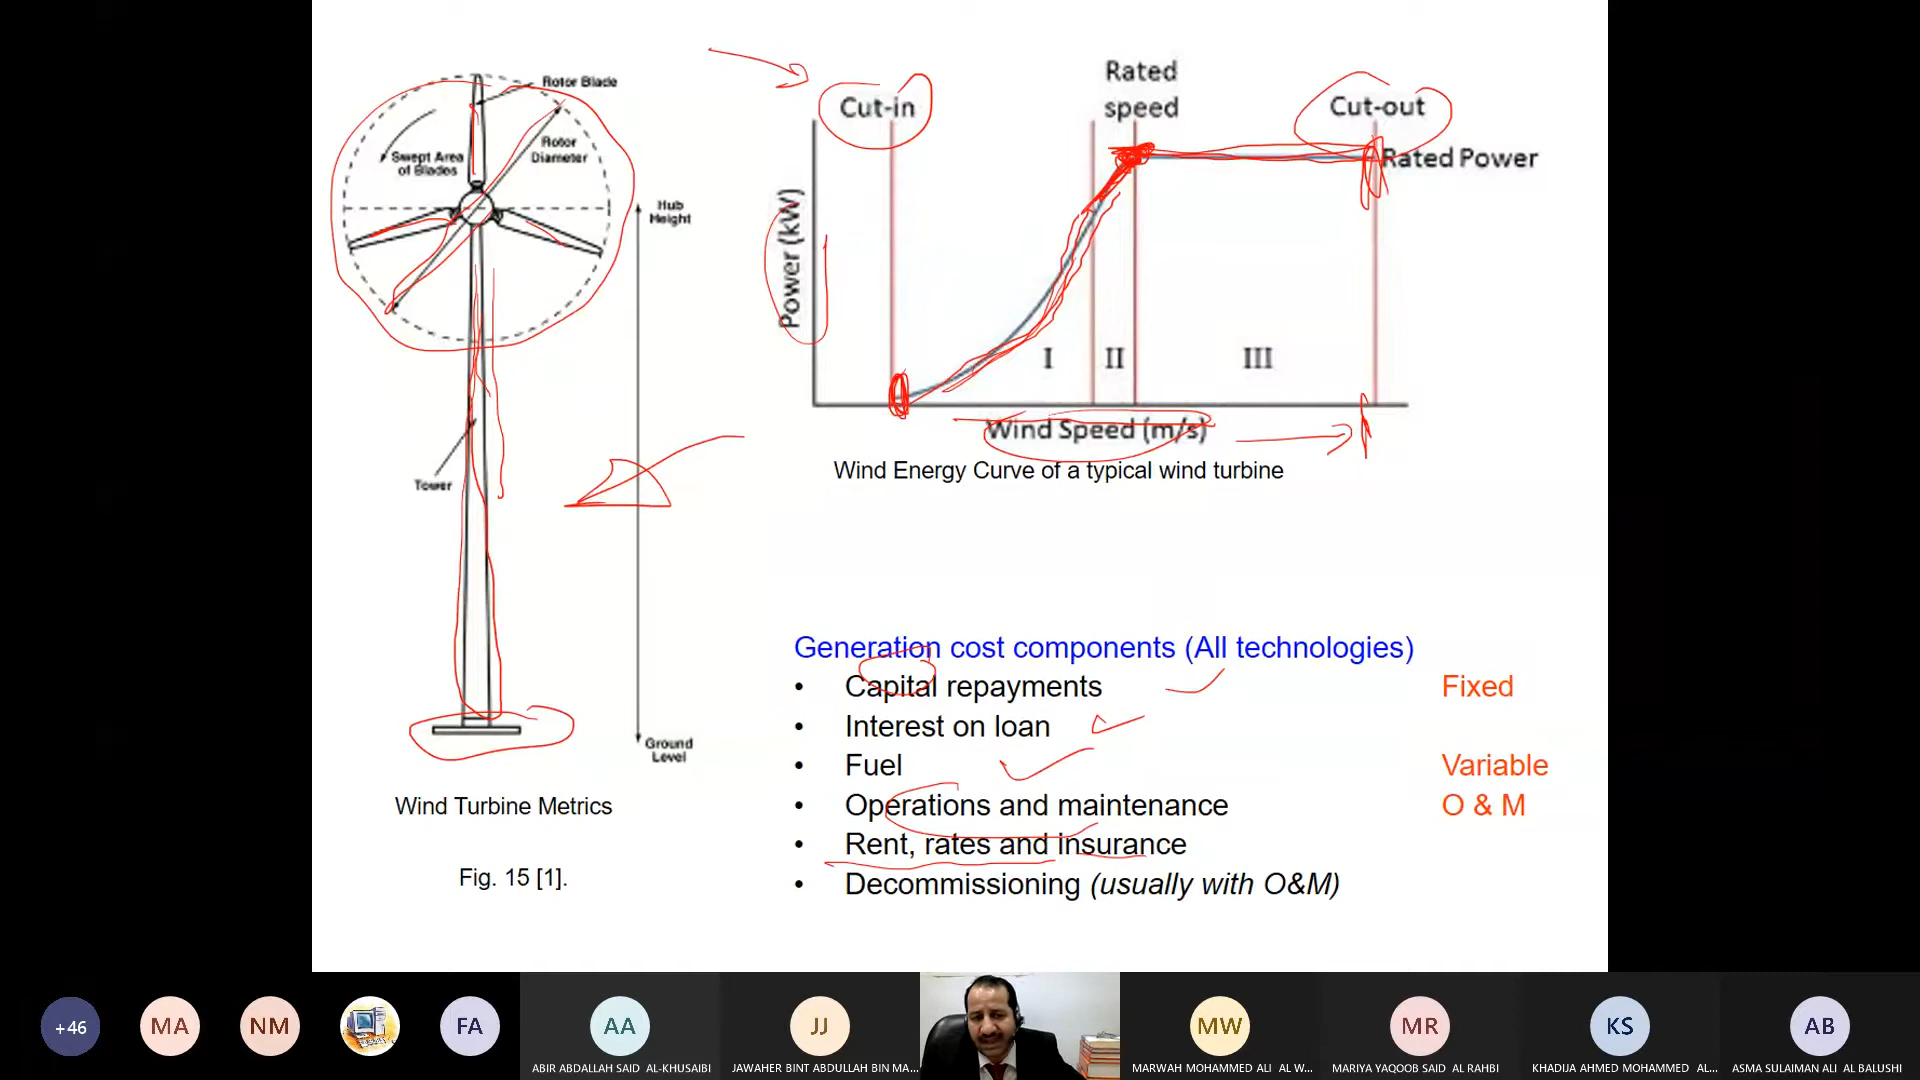 Rotor Blade
Rotor
Diameter
Swept Area
of Blades
Hub
Height
Tower
Ground
Level
Wind Turbine Metrics
Fig. 15 [1].
Cut-in
Rated
speed
Cut-out
Rated Power
Power (kW)
I
II
III
Wind Speed (m/s)
Wind Energy Curve of a typical wind turbine
Generation cost components (All technologies)
• Capital repayments Fixed
• Interest on loan
• Fuel Variable
• Operations and maintenance O & M
• Rent, rates and insurance
• Decommissioning (usually with O&M)
+46
MA
NM
FA
AA
JJ
MW
MR
KS
AB
ABIR ABDALLAH SAID AL-KHUSAIBI
JAWAHER BINT ABDULLAH BIN MA...
MARWAH MOHAMMED ALI AL W...
MARIYA YAQOOB SAID AL RAHBI
KHADIJA AHMED MOHAMMED AL...
ASMA SULAIMAN ALI AL BALUSHI